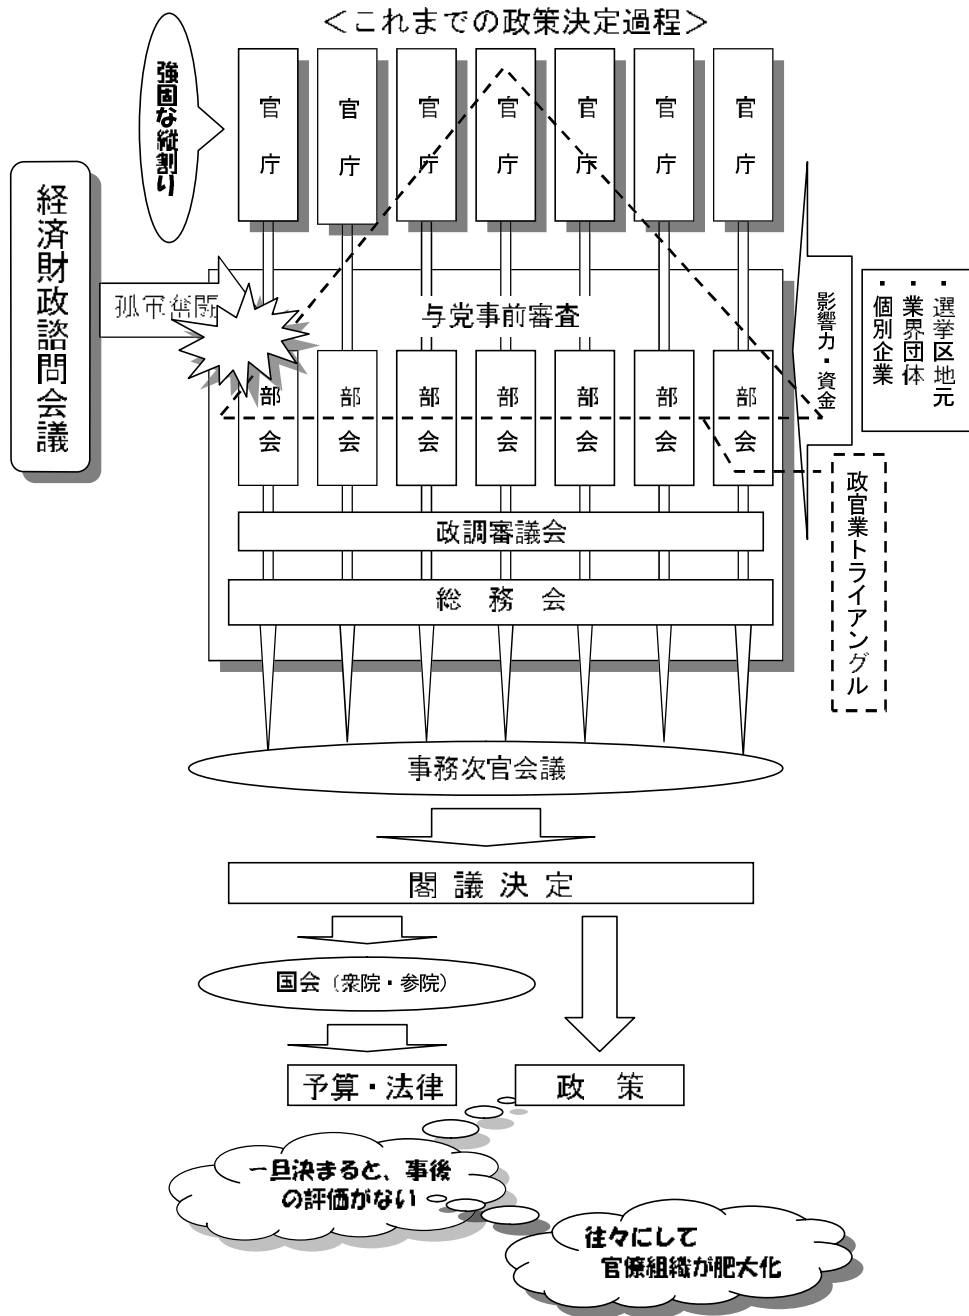 ＜これまでの政策決定過程＞
強固な縦割り
官庁
官庁
官庁
官庁
官庁
官庁
官庁
経済財政諮問会議
孤軍奮闘
与党事前審査
影響力・資金
・選挙区地元
・業界団体
・個別企業
部会
部会
部会
部会
部会
部会
部会
政官業トライアングル
政調審議会
総務会
事務次官会議
閣議決定
国会（衆院・参院）
予算・法律
政策
一旦決まると、事後
の評価がない
往々にして
官僚組織が肥大化